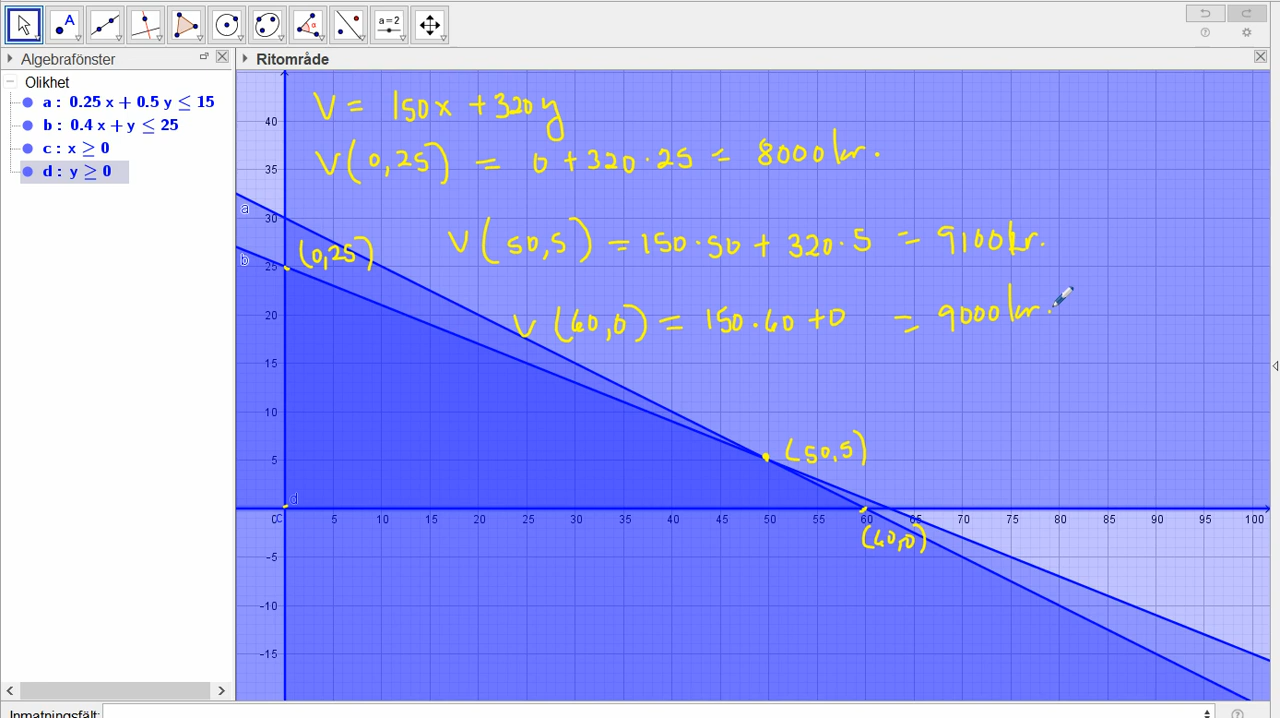 A
a=2
Algebrafönster
Ritområde
Olikhet
a : 0.25 x + 0.5 y ≤ 15
b : 0.4 x + y ≤ 25
c : x ≥ 0
d : y ≥ 0
V = 150x + 320y
V(0,25) = 0 + 320·25 = 8000 kr.
V(50,5) = 150·50 + 320·5 = 9100 kr.
V(60,0) = 150·60 + 0 = 9000 kr.
(0,25)
(50,5)
(60,0)
a
b
d
c
40
35
30
25
20
15
10
5
0
-5
-10
-15
5 10 15 20 25 30 35 40 45 50 55 60 65 70 75 80 85 90 95 100
Inmatningsfält: